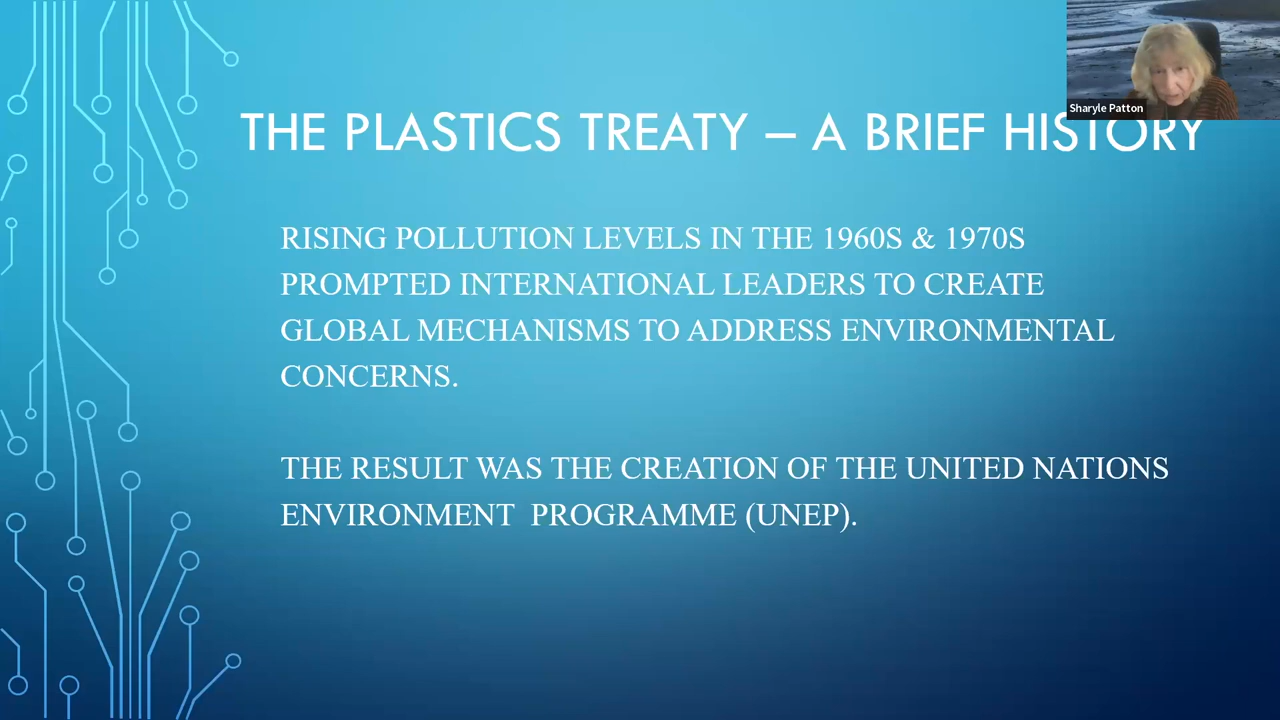 Sharyle Patton
THE PLASTICS TREATY – A BRIEF HISTORY
RISING POLLUTION LEVELS IN THE 1960S & 1970S
PROMPTED INTERNATIONAL LEADERS TO CREATE
GLOBAL MECHANISMS TO ADDRESS ENVIRONMENTAL
CONCERNS.
THE RESULT WAS THE CREATION OF THE UNITED NATIONS
ENVIRONMENT PROGRAMME (UNEP).